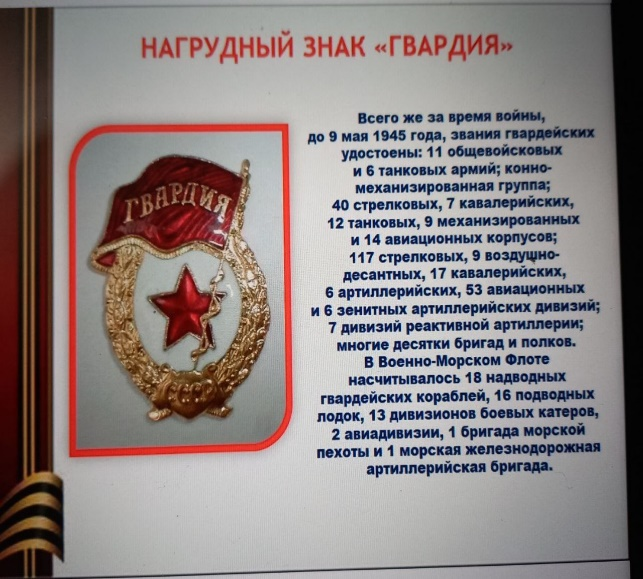 НАГРУДНЫЙ ЗНАК «ГВАРДИЯ»
ГВАРДИЯ
СССР
Всего же за время войны,
до 9 мая 1945 года, звания гвардейских
удостоены: 11 общевойсковых
и 6 танковых армий; конно-
механизированная группа;
40 стрелковых, 7 кавалерийских,
12 танковых, 9 механизированных
и 14 авиационных корпусов;
117 стрелковых, 9 воздушно-
десантных, 17 кавалерийских,
6 артиллерийских, 53 авиационных
и 6 зенитных артиллерийских дивизий;
7 дивизий реактивной артиллерии;
многие десятки бригад и полков.
В Военно-Морском Флоте
насчитывалось 18 надводных
гвардейских кораблей, 16 подводных
лодок, 13 дивизионов боевых катеров,
2 авиадивизии, 1 бригада морской
пехоты и 1 морская железнодорожная
артиллерийская бригада.